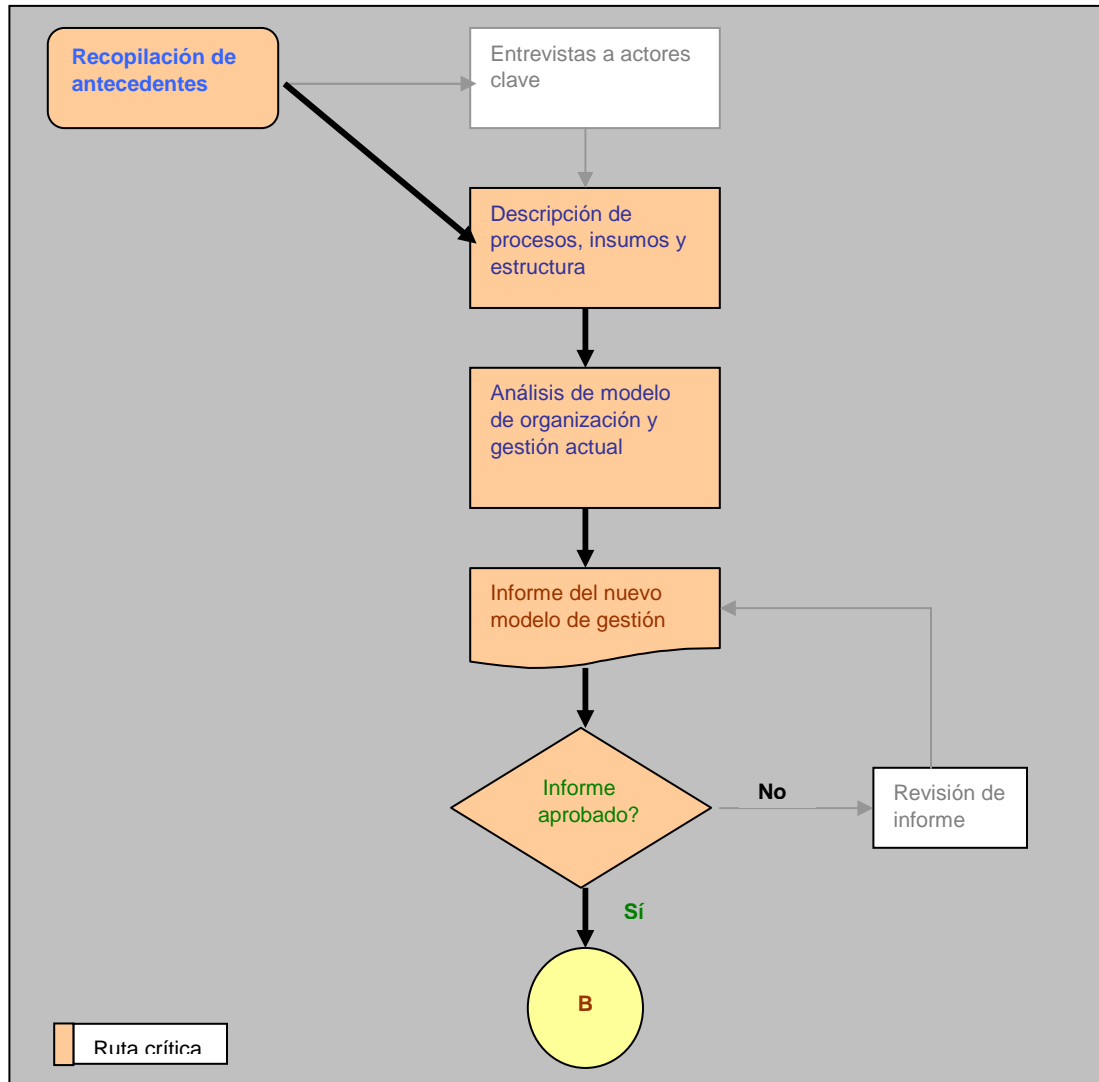 Recopilación de
antecedentes
Entrevistas a actores
clave
Descripción de
procesos, insumos y
estructura
Análisis de modelo
de organización y
gestión actual
Informe del nuevo
modelo de gestión
Informe
aprobado?
No
Revisión de
informe
Sí
B
Ruta crítica